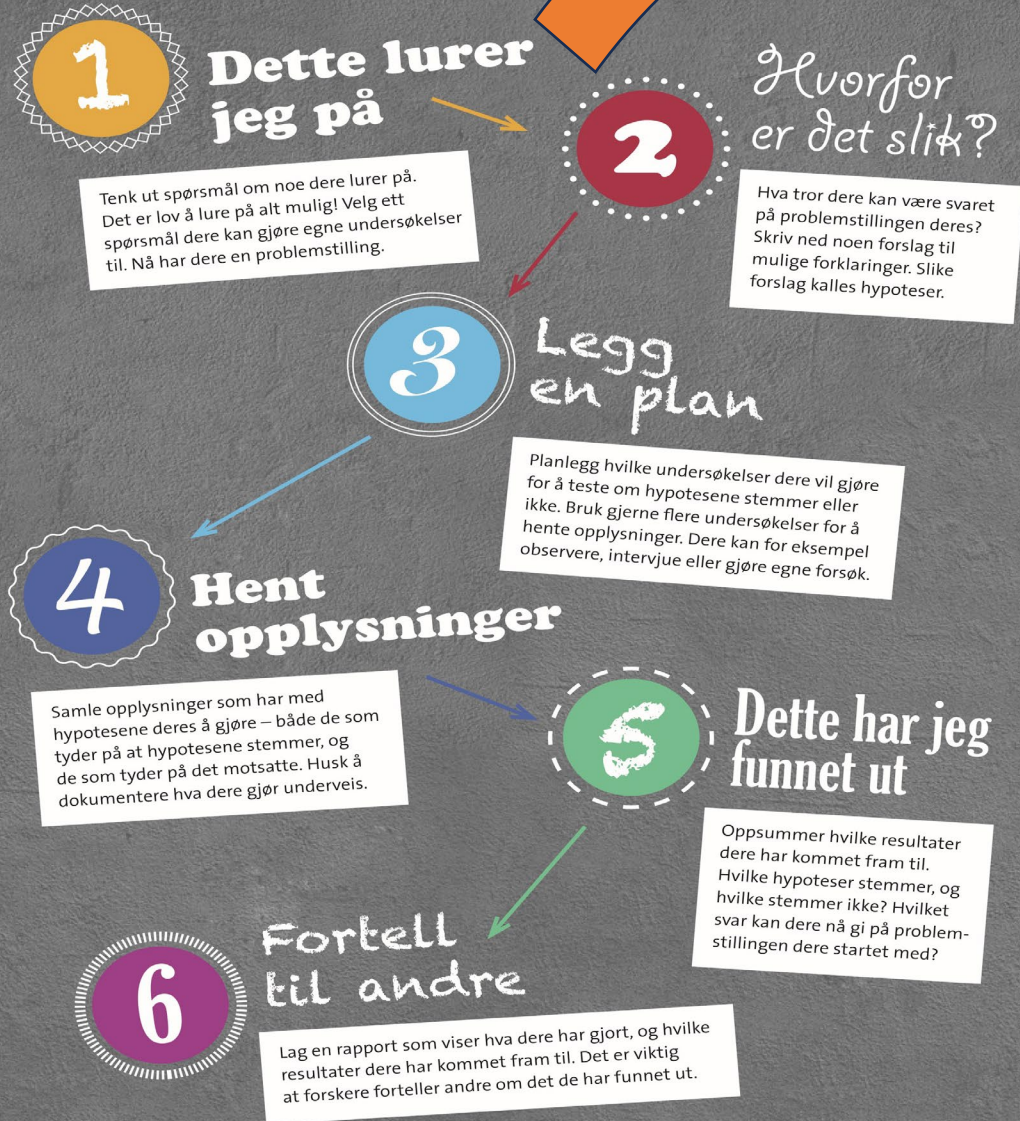 1
Dette lurer
jeg på
Tenk ut spørsmål om noe dere lurer på.
Det er lov å lure på alt mulig! Velg ett
spørsmål dere kan gjøre egne undersøkelser
til. Nå har dere en problemstilling.
2
Hvorfor
er det slik?
Hva tror dere kan være svaret
på problemstillingen deres?
Skriv ned noen forslag til
mulige forklaringer. Slike
forslag kalles hypoteser.
3
Legg
en plan
Planlegg hvilke undersøkelser dere vil gjøre
for å teste om hypotesene stemmer eller
ikke. Bruk gjerne flere undersøkelser for å
hente opplysninger. Dere kan for eksempel
observere, intervjue eller gjøre egne forsøk.
4
Hent
opplysninger
Samle opplysninger som har med
hypotesene deres å gjøre – både de som
tyder på at hypotesene stemmer, og
de som tyder på det motsatte. Husk å
dokumentere hva dere gjør underveis.
5
Dette har jeg
funnet ut
Oppsummer hvilke resultater
dere har kommet fram til.
Hvilke hypoteser stemmer, og
hvilke stemmer ikke? Hvilket
svar kan dere nå gi på problem-
stillingen dere startet med?
6
Fortell
til andre
Lag en rapport som viser hva dere har gjort, og hvilke
resultater dere har kommet fram til. Det er viktig
at forskere forteller andre om det de har funnet ut.